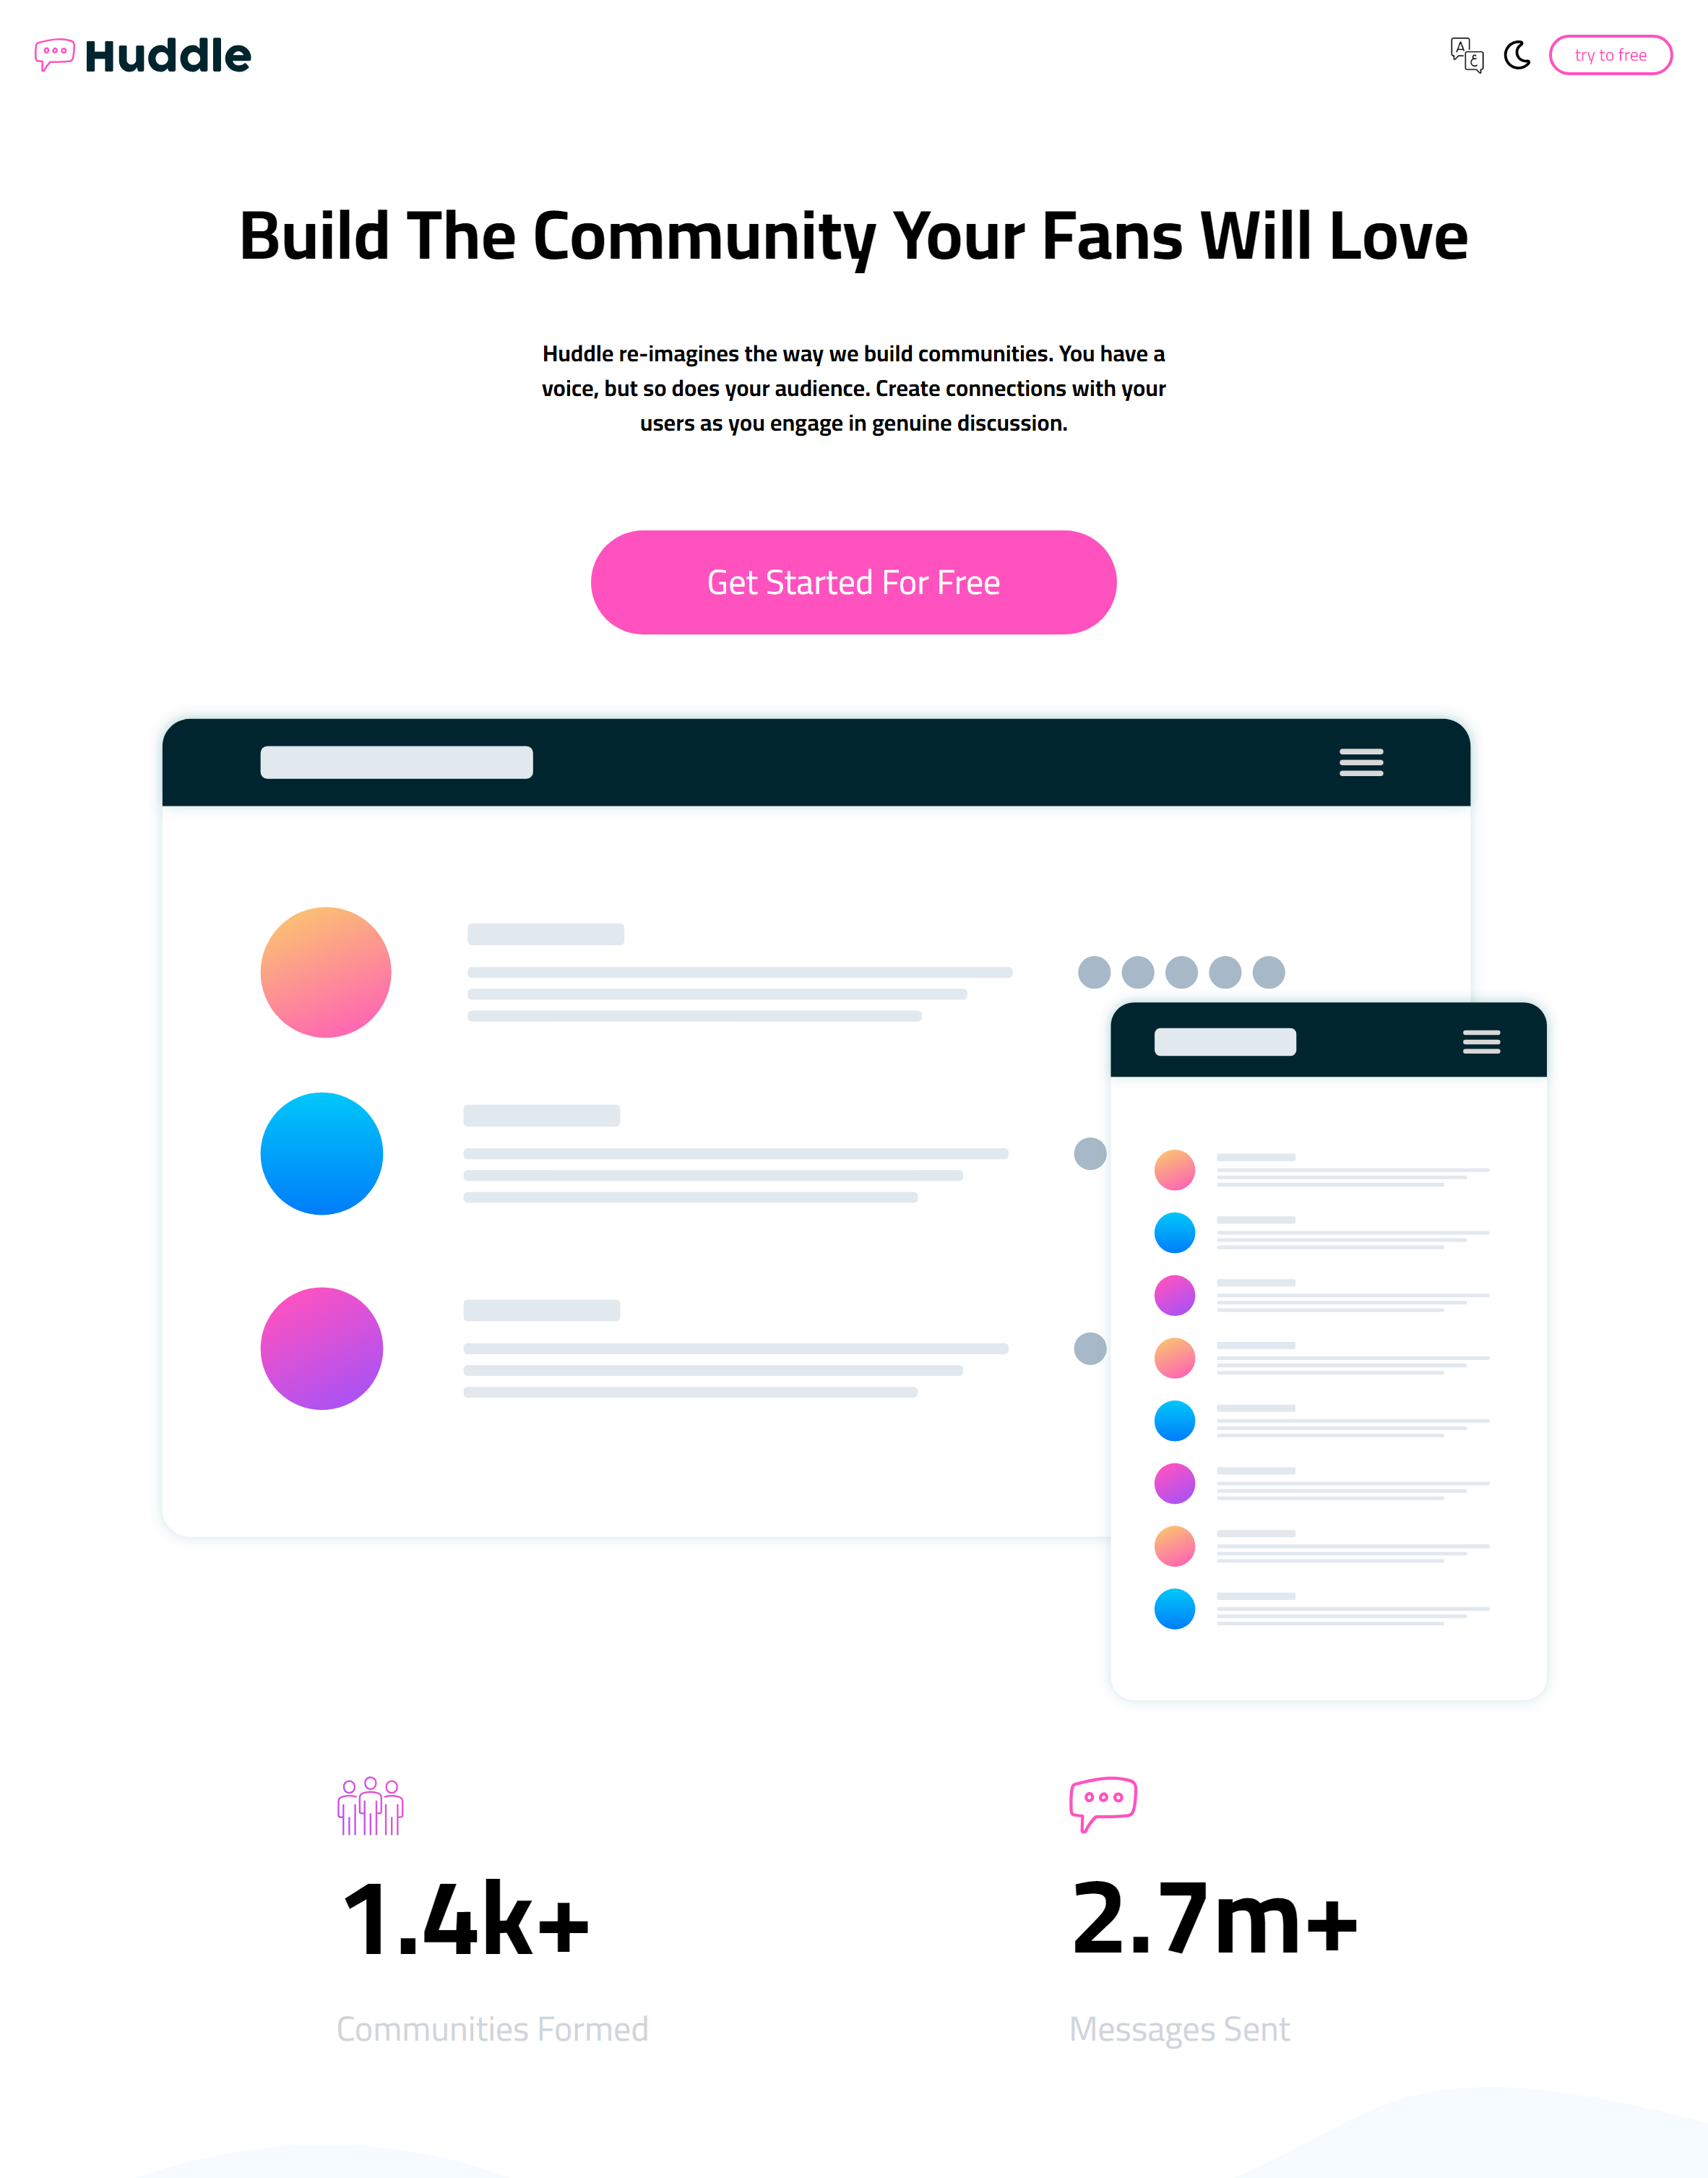 Huddle
A
ع
try to free
Build The Community Your Fans Will Love
Huddle re-imagines the way we build communities. You have a
voice, but so does your audience. Create connections with your
users as you engage in genuine discussion.
Get Started For Free
1.4k+
2.7m+
Communities Formed
Messages Sent